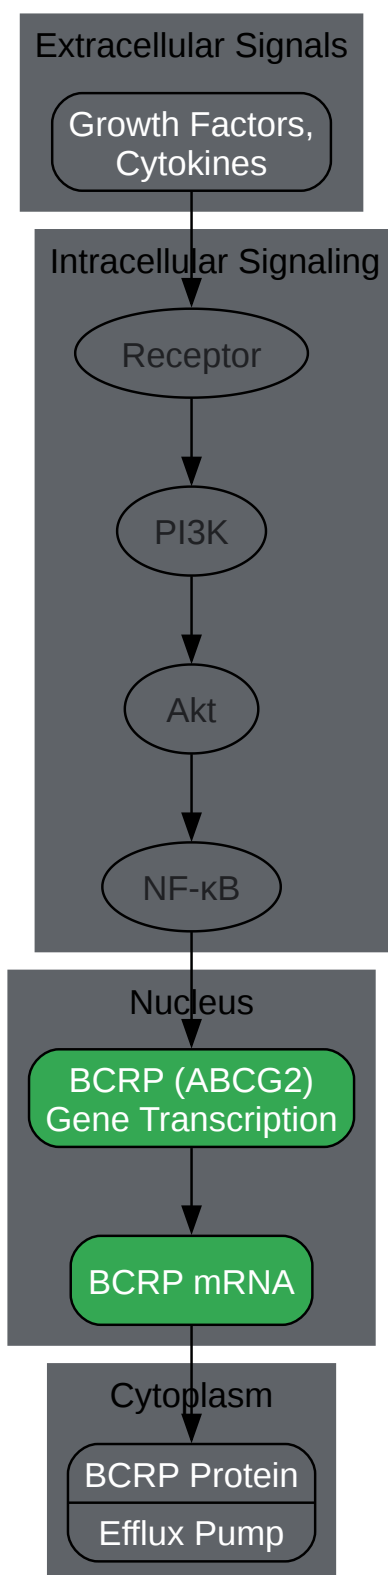 Extracellular Signals
Growth Factors,
Cytokines
Intracellular Signaling
Receptor
PI3K
Akt
NF-κB
Nucleus
BCRP (ABCG2)
Gene Transcription
BCRP mRNA
Cytoplasm
BCRP Protein
Efflux Pump